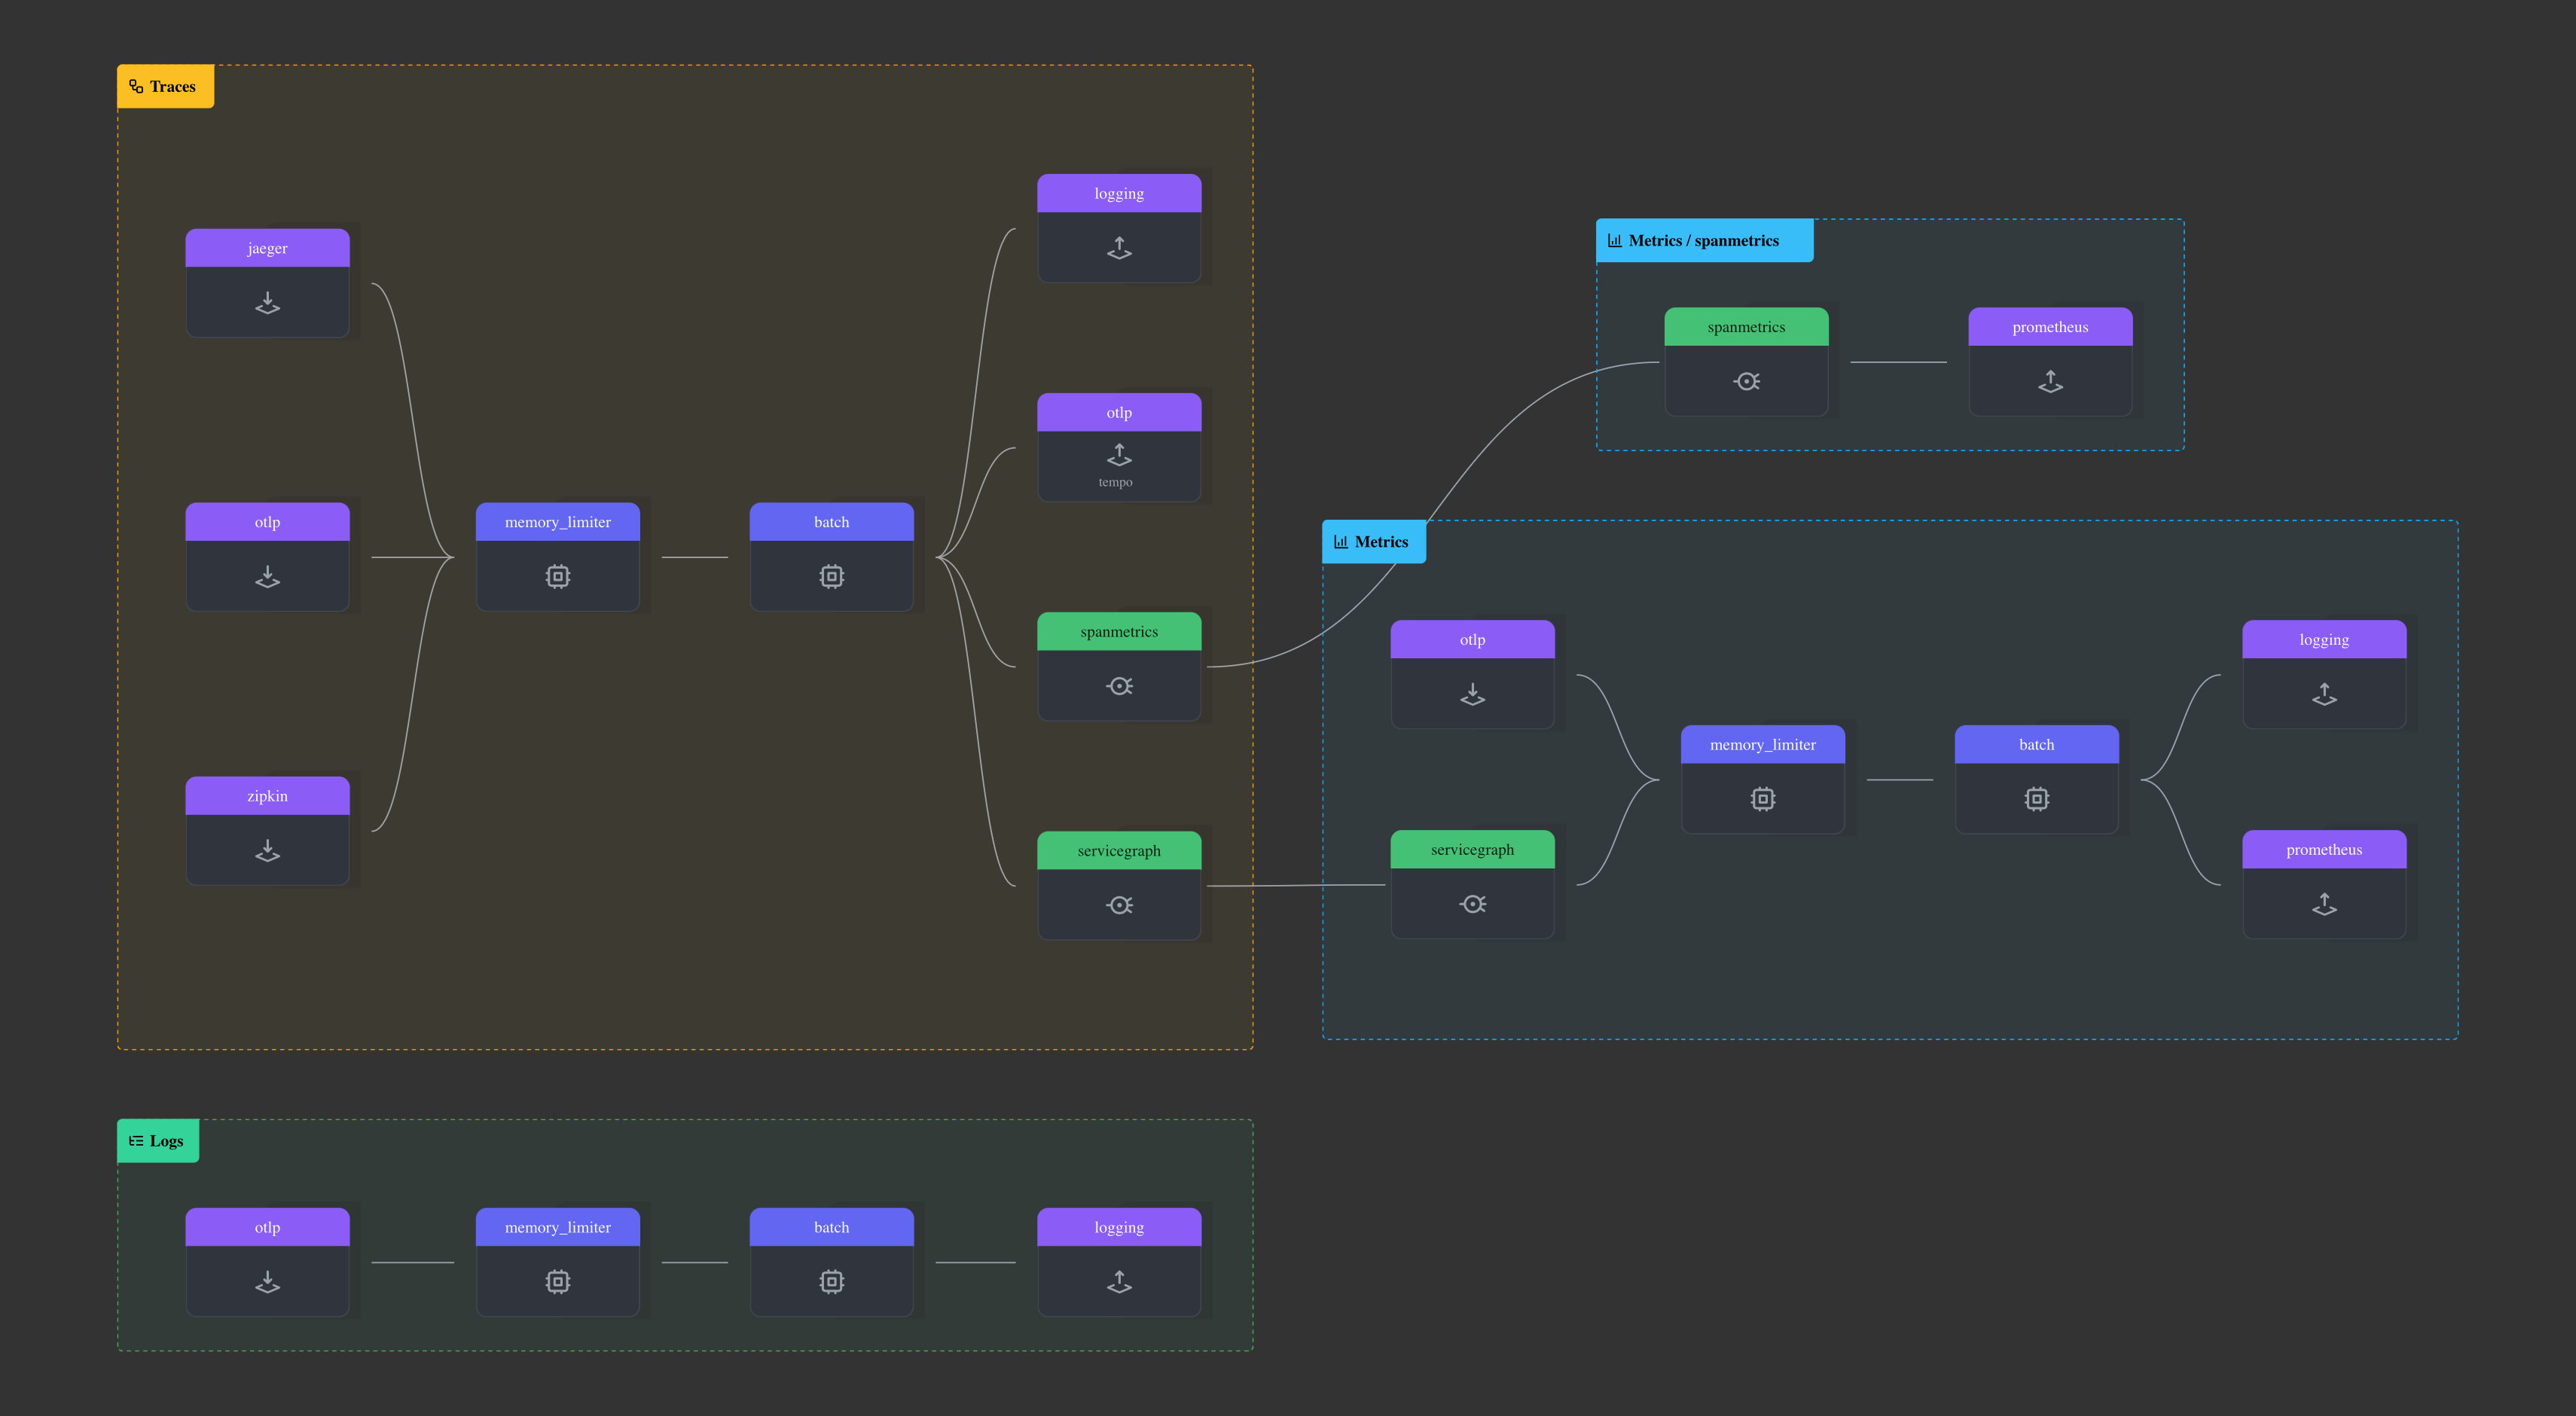 Traces
jaeger
otlp
zipkin
memory_limiter
batch
logging
otlp
tempo
spanmetrics
servicegraph
Metrics / spanmetrics
spanmetrics
prometheus
Metrics
otlp
servicegraph
memory_limiter
batch
logging
prometheus
Logs
otlp
memory_limiter
batch
logging